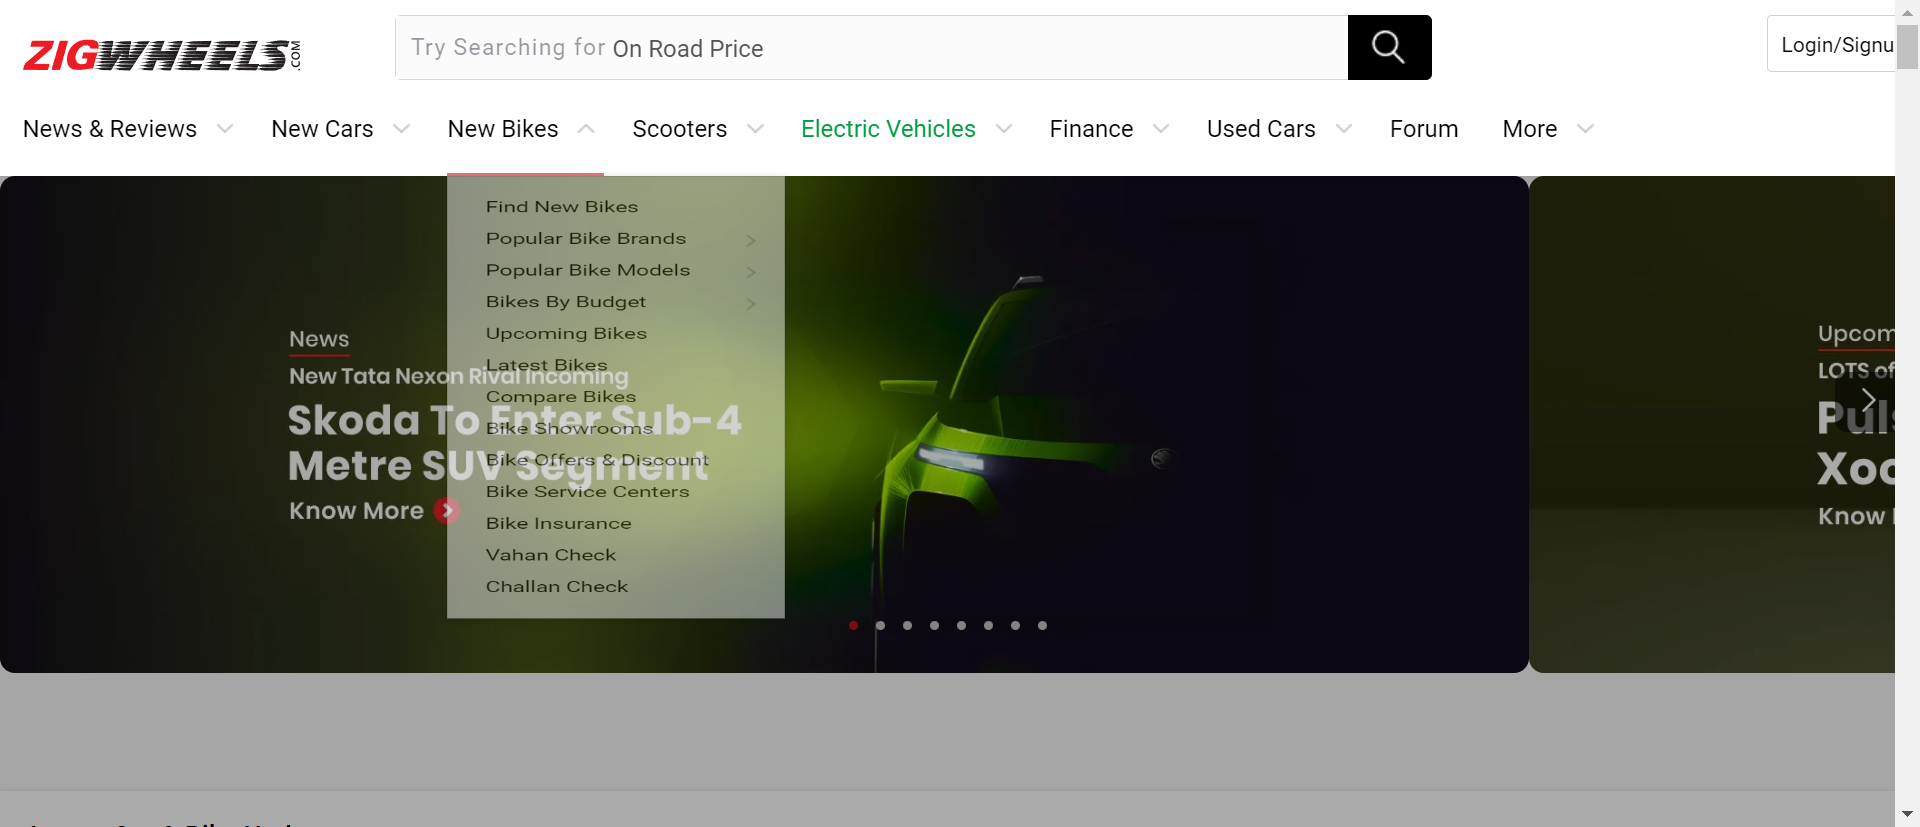 ZIGWHEELS.COM
Try Searching for On Road Price
Login/Signu
News & Reviews
New Cars
New Bikes
Scooters
Electric Vehicles
Finance
Used Cars
Forum
More
Find New Bikes
Popular Bike Brands
Popular Bike Models
Bikes By Budget
Upcoming Bikes
Latest Bikes
Compare Bikes
Bike Showrooms
Bike Offers & Discount
Bike Service Centers
Bike Insurance
Vahan Check
Challan Check
News
New Tata Nexon Rival Incoming
Skoda To Enter Sub-4
Metre SUV Segment
Know More
Upcom
LOTS of
Puls
Xoc
Know